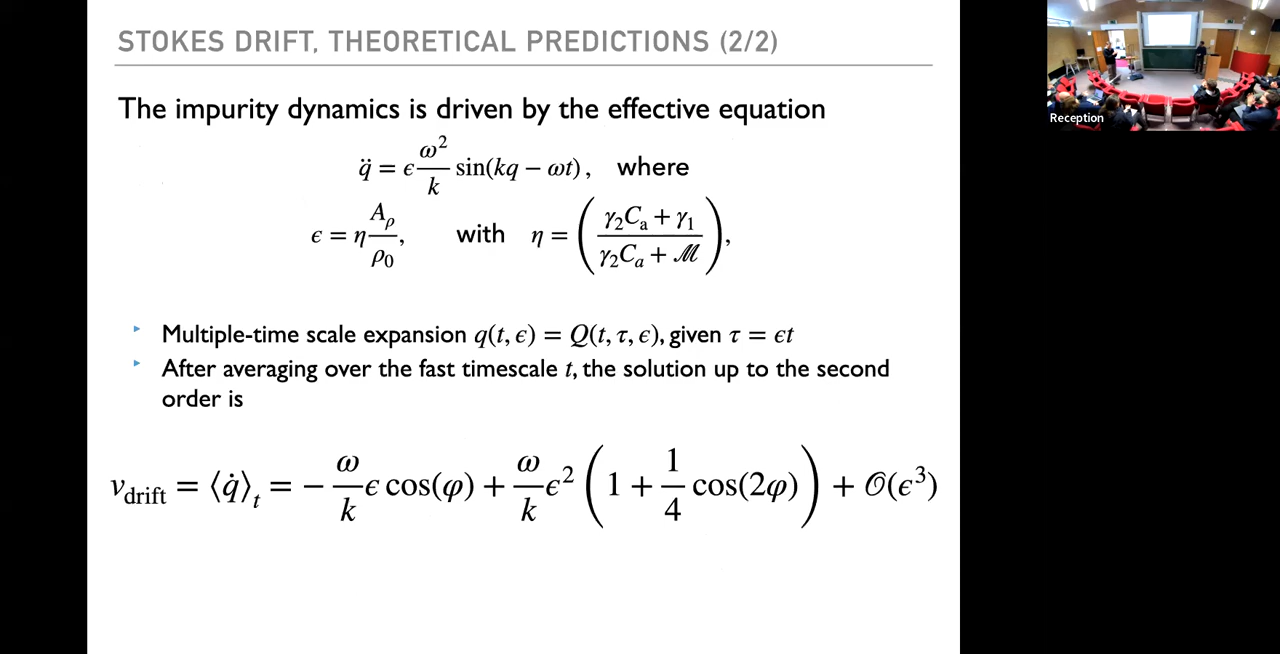 STOKES DRIFT, THEORETICAL PREDICTIONS (2/2)
The impurity dynamics is driven by the effective equation
q̈ = ϵ ω²/k sin(kq − ωt), where
ϵ = η A_ρ/ρ₀, with η = (γ₂C_a + γ₁ / γ₂C_a + ℳ),
‣ Multiple-time scale expansion q(t, ϵ) = Q(t, τ, ϵ), given τ = ϵt
‣ After averaging over the fast timescale t, the solution up to the second
order is
v_drift = ⟨q̇⟩_t = − ω/k ϵ cos(φ) + ω/k ϵ² (1 + 1/4 cos(2φ)) + 𝒪(ϵ³)
Reception